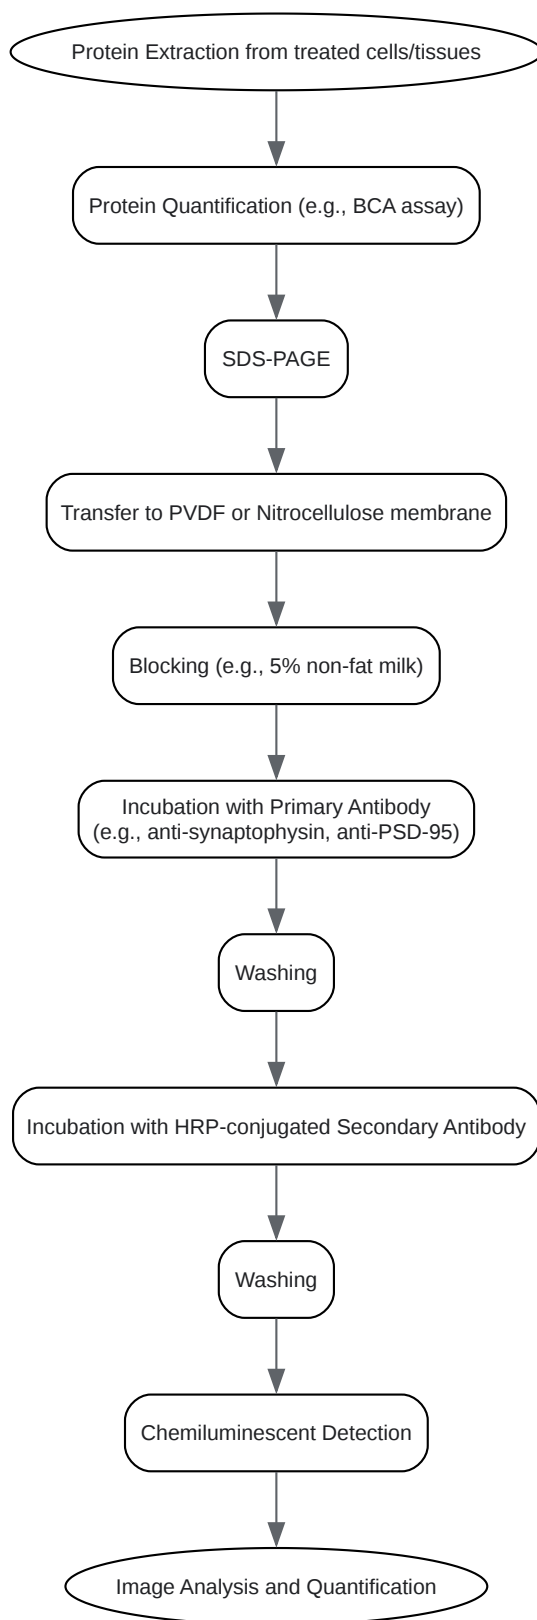 Protein Extraction from treated cells/tissues
Protein Quantification (e.g., BCA assay)
SDS-PAGE
Transfer to PVDF or Nitrocellulose membrane
Blocking (e.g., 5% non-fat milk)
Incubation with Primary Antibody
(e.g., anti-synaptophysin, anti-PSD-95)
Washing
Incubation with HRP-conjugated Secondary Antibody
Washing
Chemiluminescent Detection
Image Analysis and Quantification